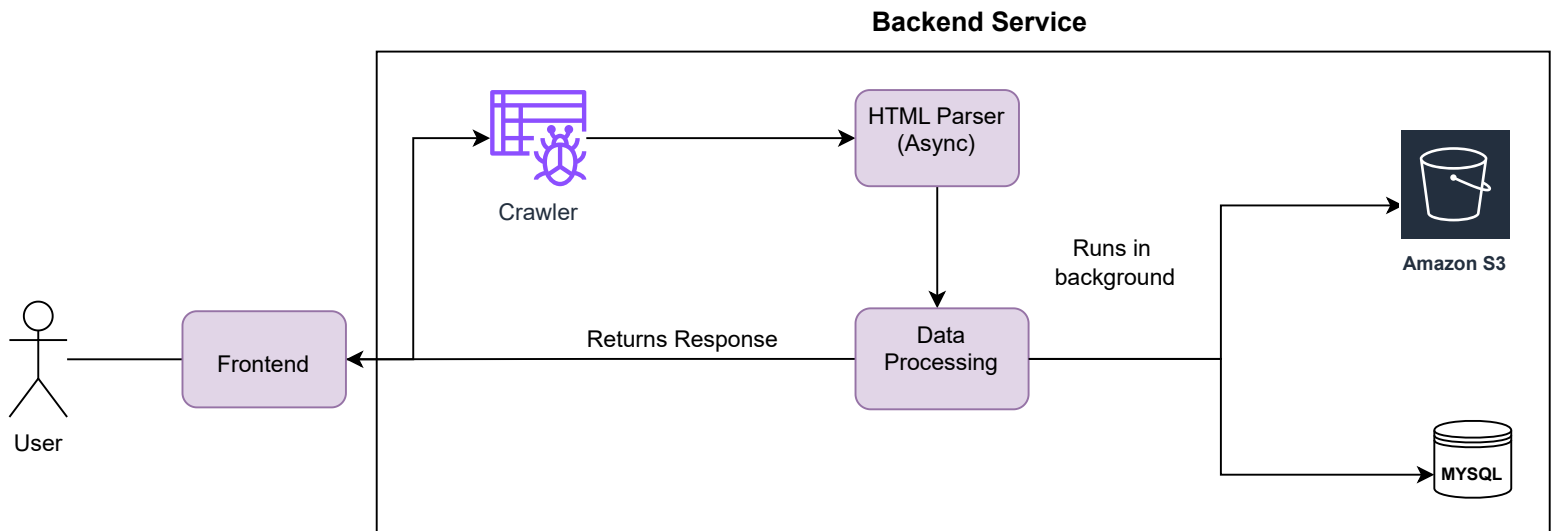 Backend Service
HTML Parser
(Async)
Crawler
Runs in
background
Amazon S3
User
Frontend
Returns Response
Data
Processing
MYSQL